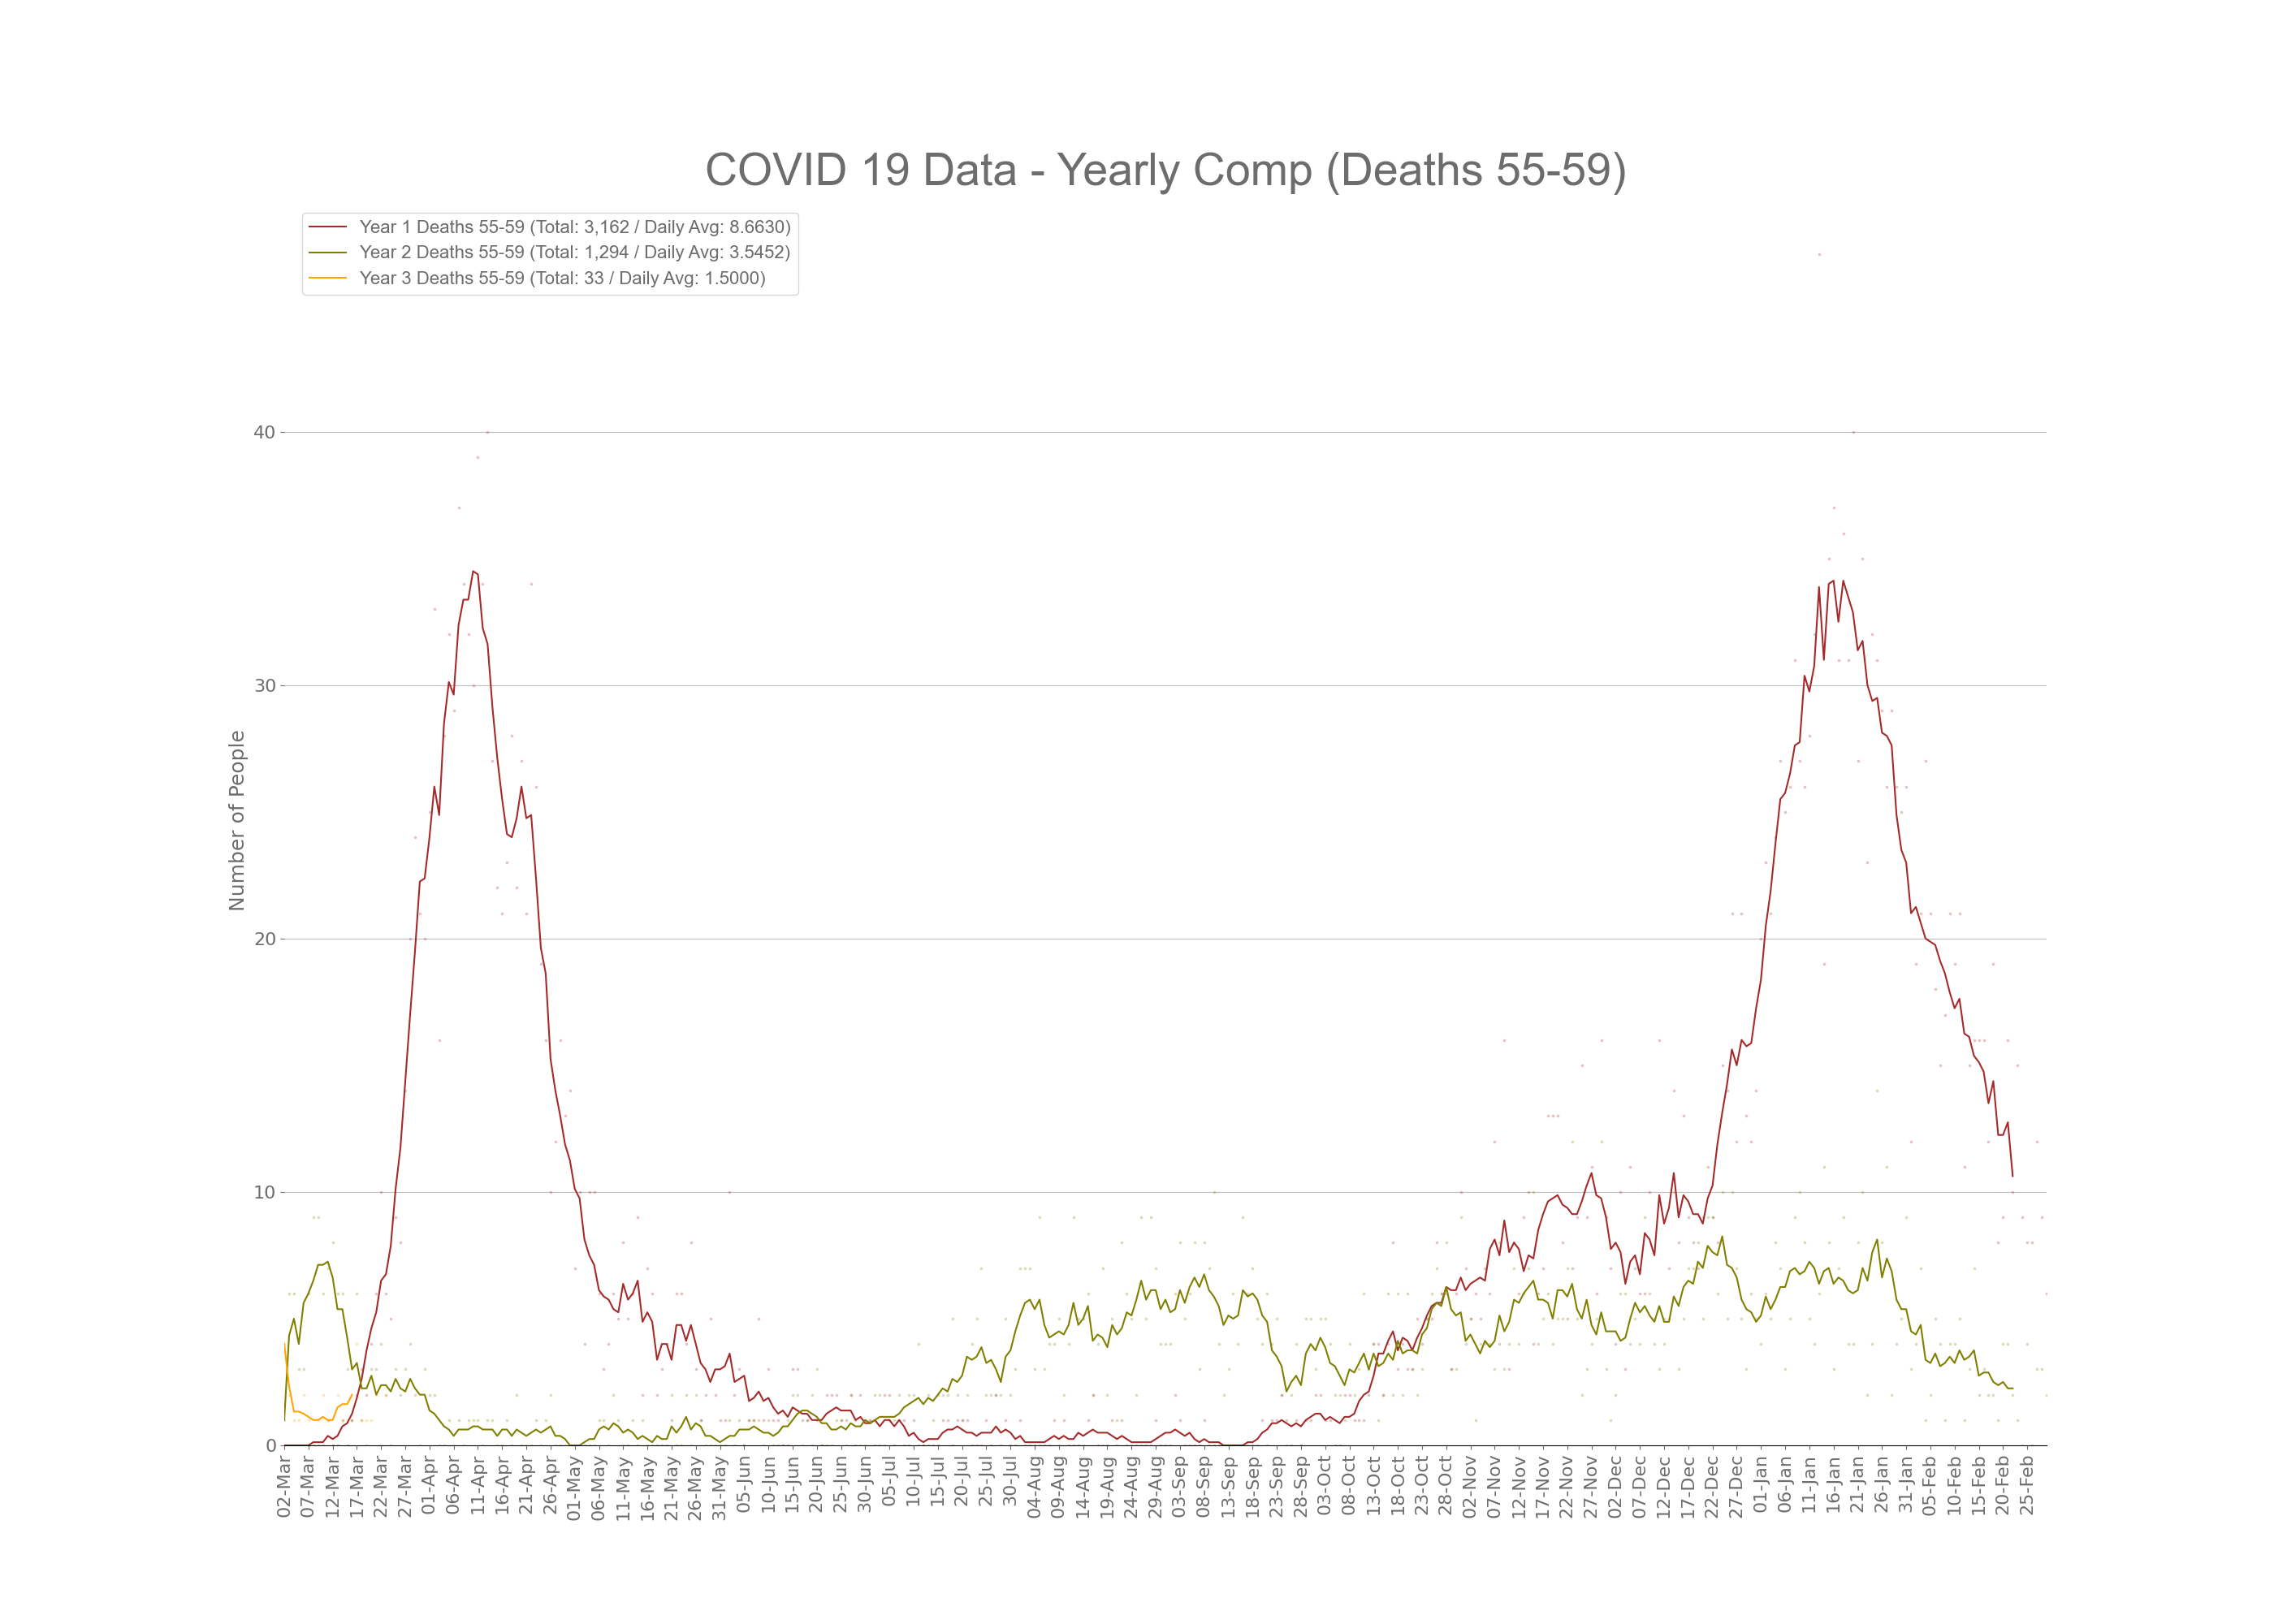 COVID 19 Data - Yearly Comp (Deaths 55-59)
Year 1 Deaths 55-59 (Total: 3,162 / Daily Avg: 8.6630)
Year 2 Deaths 55-59 (Total: 1,294 / Daily Avg: 3.5452)
Year 3 Deaths 55-59 (Total: 33 / Daily Avg: 1.5000)
Number of People
40
30
20
10
0
02-Mar
07-Mar
12-Mar
17-Mar
22-Mar
27-Mar
01-Apr
06-Apr
11-Apr
16-Apr
21-Apr
26-Apr
01-May
06-May
11-May
16-May
21-May
26-May
31-May
05-Jun
10-Jun
15-Jun
20-Jun
25-Jun
30-Jun
05-Jul
10-Jul
15-Jul
20-Jul
25-Jul
30-Jul
04-Aug
09-Aug
14-Aug
19-Aug
24-Aug
29-Aug
03-Sep
08-Sep
13-Sep
18-Sep
23-Sep
28-Sep
03-Oct
08-Oct
13-Oct
18-Oct
23-Oct
28-Oct
02-Nov
07-Nov
12-Nov
17-Nov
22-Nov
27-Nov
02-Dec
07-Dec
12-Dec
17-Dec
22-Dec
27-Dec
01-Jan
06-Jan
11-Jan
16-Jan
21-Jan
26-Jan
31-Jan
05-Feb
10-Feb
15-Feb
20-Feb
25-Feb